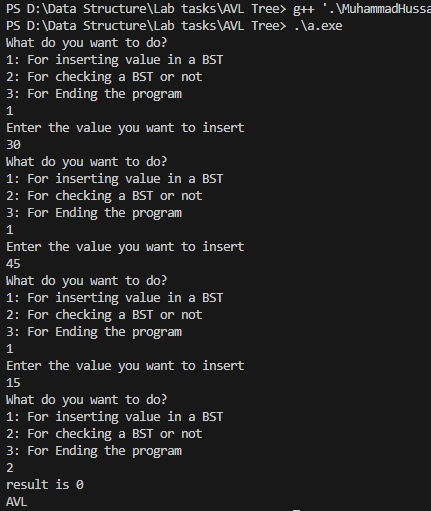 PS D:\Data Structure\Lab tasks\AVL Tree> g++ '.\MuhammadHussa
PS D:\Data Structure\Lab tasks\AVL Tree> .\a.exe
What do you want to do?
1: For inserting value in a BST
2: For checking a BST or not
3: For Ending the program
1
Enter the value you want to insert
30
What do you want to do?
1: For inserting value in a BST
2: For checking a BST or not
3: For Ending the program
1
Enter the value you want to insert
45
What do you want to do?
1: For inserting value in a BST
2: For checking a BST or not
3: For Ending the program
1
Enter the value you want to insert
15
What do you want to do?
1: For inserting value in a BST
2: For checking a BST or not
3: For Ending the program
2
result is 0
AVL